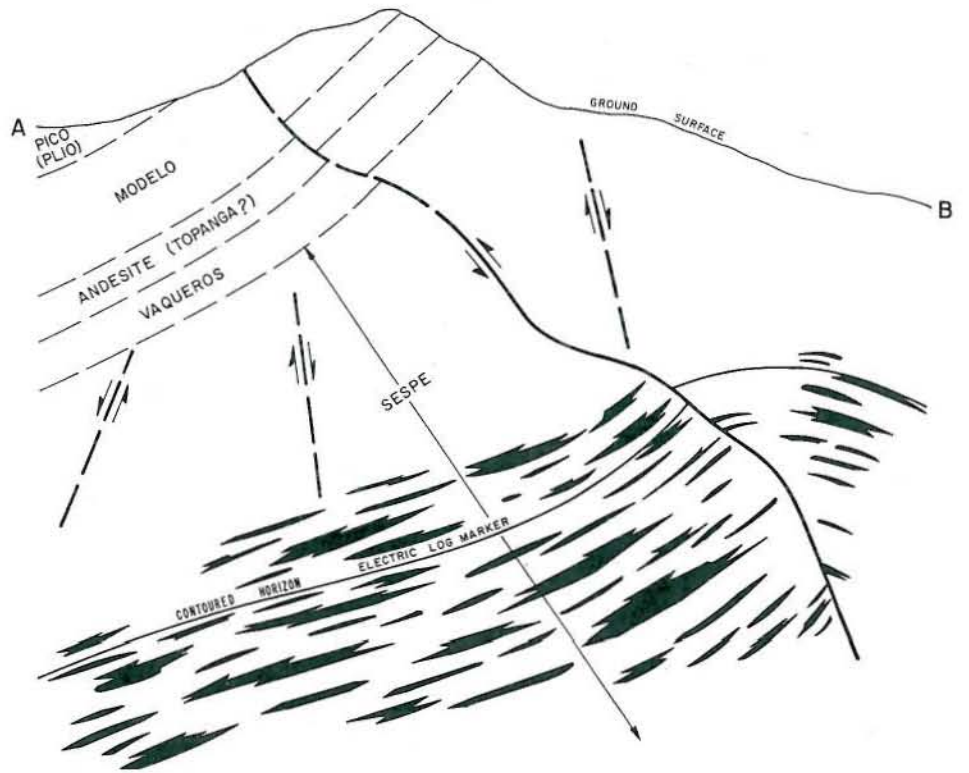 A
PICO
(PLIO)
MODELO
ANDESITE (TOPANGA?)
VAQUEROS
GROUND SURFACE
B
SESPE
CONTOURED HORIZON ELECTRIC LOG MARKER